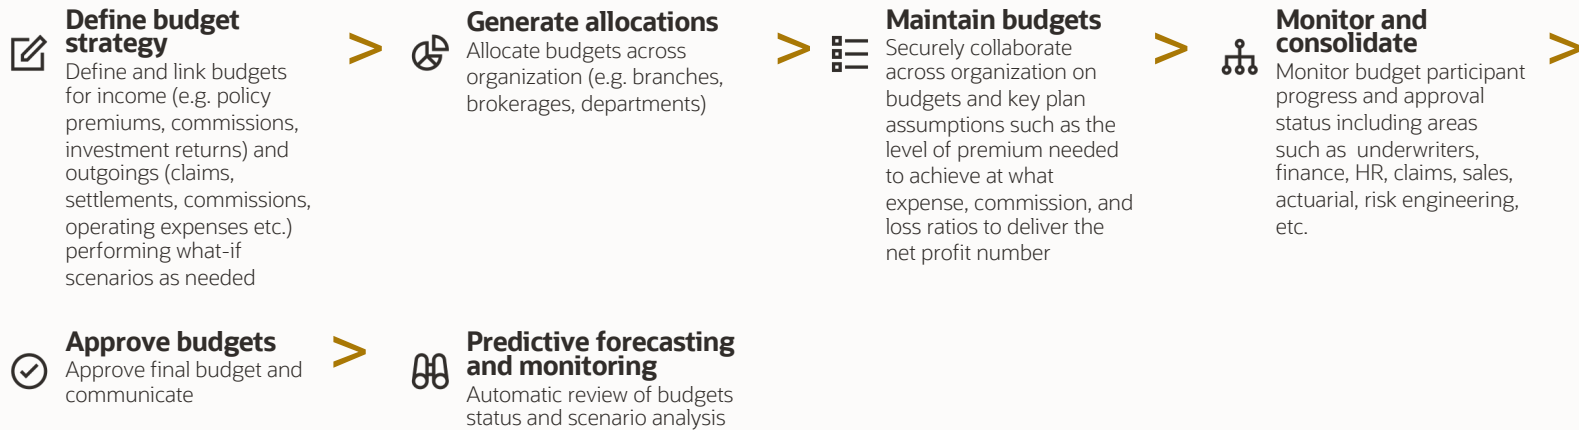 Define budget
strategy
Define and link budgets
for income (e.g. policy
premiums, commissions,
investment returns) and
outgoings (claims,
settlements, commissions,
operating expenses etc.)
performing what-if
scenarios as needed
>
Generate allocations
Allocate budgets across
organization (e.g. branches,
brokerages, departments)
>
Maintain budgets
Securely collaborate
across organization on
budgets and key plan
assumptions such as the
level of premium needed
to achieve at what
expense, commission, and
loss ratios to deliver the
net profit number
>
Monitor and
consolidate
Monitor budget participant
progress and approval
status including areas
such as underwriters,
finance, HR, claims, sales,
actuarial, risk engineering,
etc.
>
Approve budgets
Approve final budget and
communicate
>
Predictive forecasting
and monitoring
Automatic review of budgets
status and scenario analysis